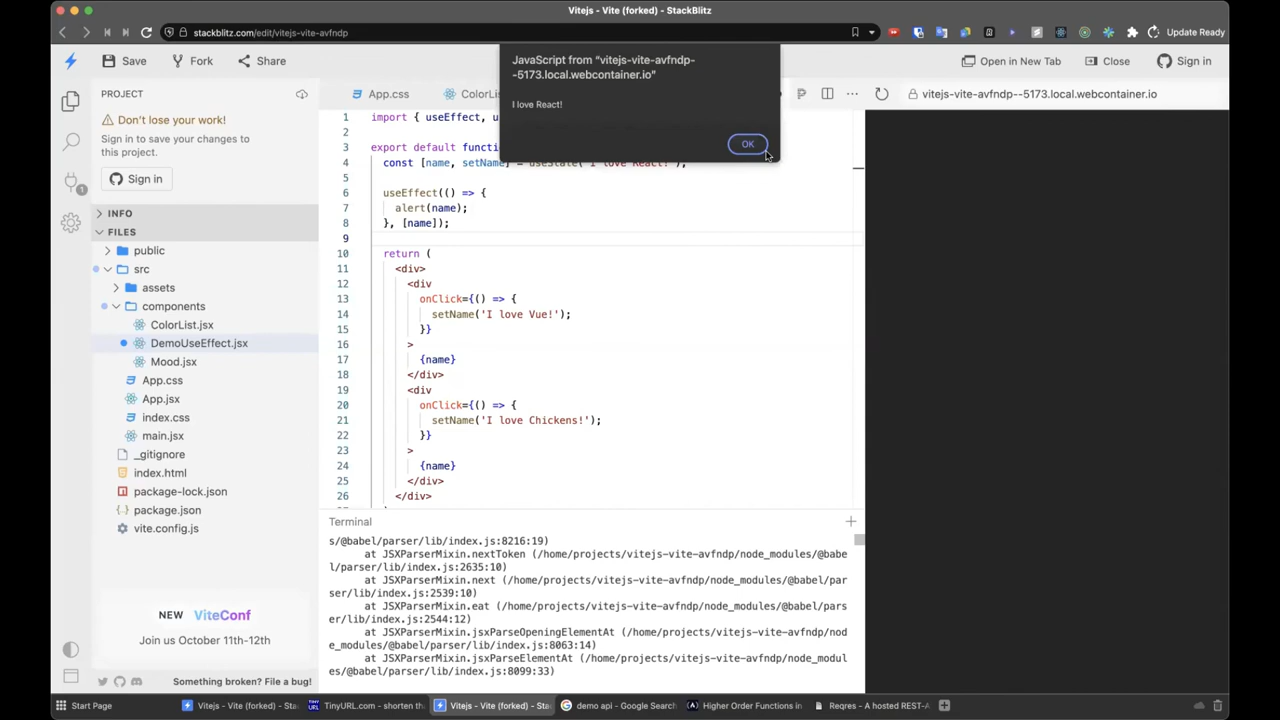 Vitejs - Vite (forked) - StackBlitz
stackblitz.com/edit/vitejs-vite-avfndp
Update Ready
Save
Fork
Share
Open in New Tab
Close
Sign in
JavaScript from "vitejs-vite-avfndp-
-5173.local.webcontainer.io"
I love React!
OK
PROJECT
Don't lose your work!
Sign in to save your changes to
this project.
Sign in
INFO
FILES
public
src
assets
components
ColorList.jsx
DemoUseEffect.jsx
Mood.jsx
App.css
App.jsx
index.css
main.jsx
_gitignore
index.html
package-lock.json
package.json
vite.config.js
NEW ViteConf
Join us October 11th-12th
Something broken? File a bug!
App.css
ColorLis
vitejs-vite-avfndp--5173.local.webcontainer.io
1 import { useEffect, u
2
3 export default functi
4 const [name, setName] = useState('I love React!');
5
6 useEffect(() => {
7 alert(name);
8 }, [name]);
9
10 return (
11 <div>
12 <div
13 onClick={() => {
14 setName('I love Vue!');
15 }}
16 >
17 {name}
18 </div>
19 <div
20 onClick={() => {
21 setName('I love Chickens!');
22 }}
23 >
24 {name}
25 </div>
26 </div>
Terminal
s/@babel/parser/lib/index.js:8216:19)
at JSXParserMixin.nextToken (/home/projects/vitejs-vite-avfndp/node_modules/@babe
l/parser/lib/index.js:2635:10)
at JSXParserMixin.next (/home/projects/vitejs-vite-avfndp/node_modules/@babel/par
ser/lib/index.js:2539:10)
at JSXParserMixin.eat (/home/projects/vitejs-vite-avfndp/node_modules/@babel/pars
er/lib/index.js:2544:12)
at JSXParserMixin.jsxParseOpeningElementAt (/home/projects/vitejs-vite-avfndp/nod
e_modules/@babel/parser/lib/index.js:8063:14)
at JSXParserMixin.jsxParseElementAt (/home/projects/vitejs-vite-avfndp/node_modul
es/@babel/parser/lib/index.js:8099:33)
Start Page
Vitejs - Vite (forked) - Sta
TinyURL.com - shorten th
Vitejs - Vite (forked) - Sta
demo api - Google Search
Higher Order Functions in
Reqres - A hosted REST-A